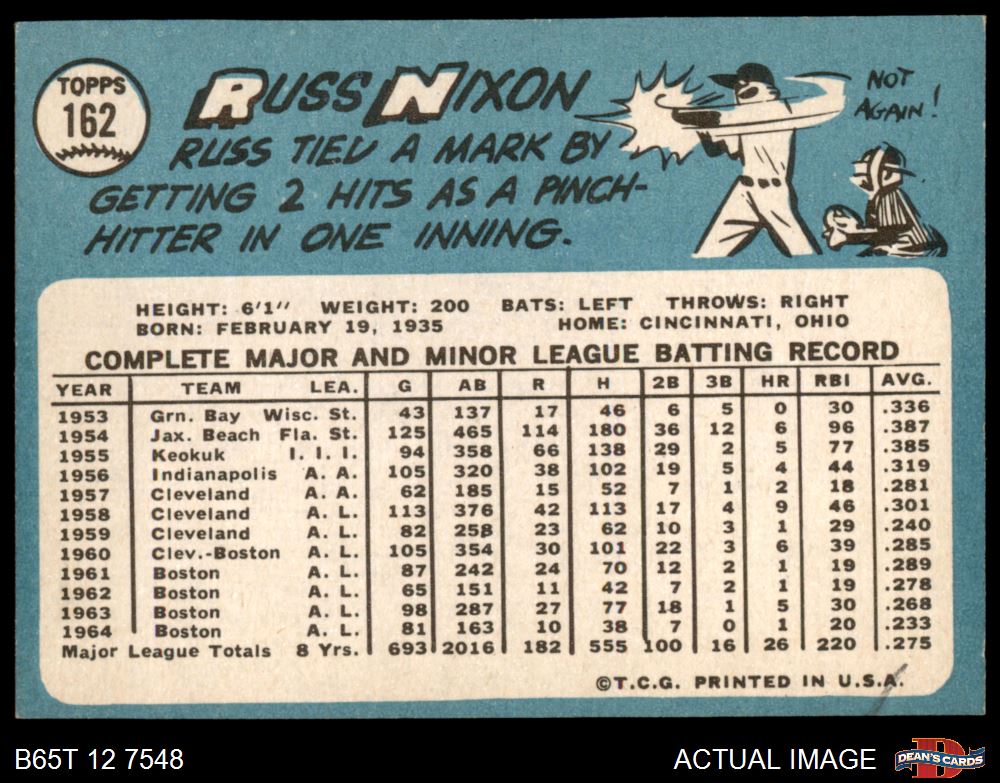 TOPPS
162
RUSS NIXON
RUSS TIED A MARK BY
GETTING 2 HITS AS A PINCH-
HITTER IN ONE INNING.
NOT
AGAIN!
HEIGHT: 6'1" WEIGHT: 200 BATS: LEFT THROWS: RIGHT
BORN: FEBRUARY 19, 1935 HOME: CINCINNATI, OHIO
COMPLETE MAJOR AND MINOR LEAGUE BATTING RECORD
YEAR TEAM LEA. G AB R H 2B 3B HR RBI AVG.
1953 Grn. Bay Wisc. St. 43 137 17 46 6 5 0 30 .336
1954 Jax. Beach Fla. St. 125 465 114 180 36 12 6 96 .387
1955 Keokuk I. I. I. 94 358 66 138 29 2 5 77 .385
1956 Indianapolis A. A. 105 320 38 102 19 5 4 44 .319
1957 Cleveland A. A. 62 185 15 52 7 1 2 18 .281
1958 Cleveland A. L. 113 376 42 113 17 4 9 46 .301
1959 Cleveland A. L. 82 258 23 62 10 3 1 29 .240
1960 Clev.-Boston A. L. 105 354 30 101 22 3 6 39 .285
1961 Boston A. L. 87 242 24 70 12 2 1 19 .289
1962 Boston A. L. 65 151 11 42 7 2 1 19 .278
1963 Boston A. L. 98 287 27 77 18 1 5 30 .268
1964 Boston A. L. 81 163 10 38 7 0 1 20 .233
Major League Totals 8 Yrs. 693 2016 182 555 100 16 26 220 .275
©T.C.G. PRINTED IN U.S.A.
B65T 12 7548 ACTUAL IMAGE DEAN'S CARDS